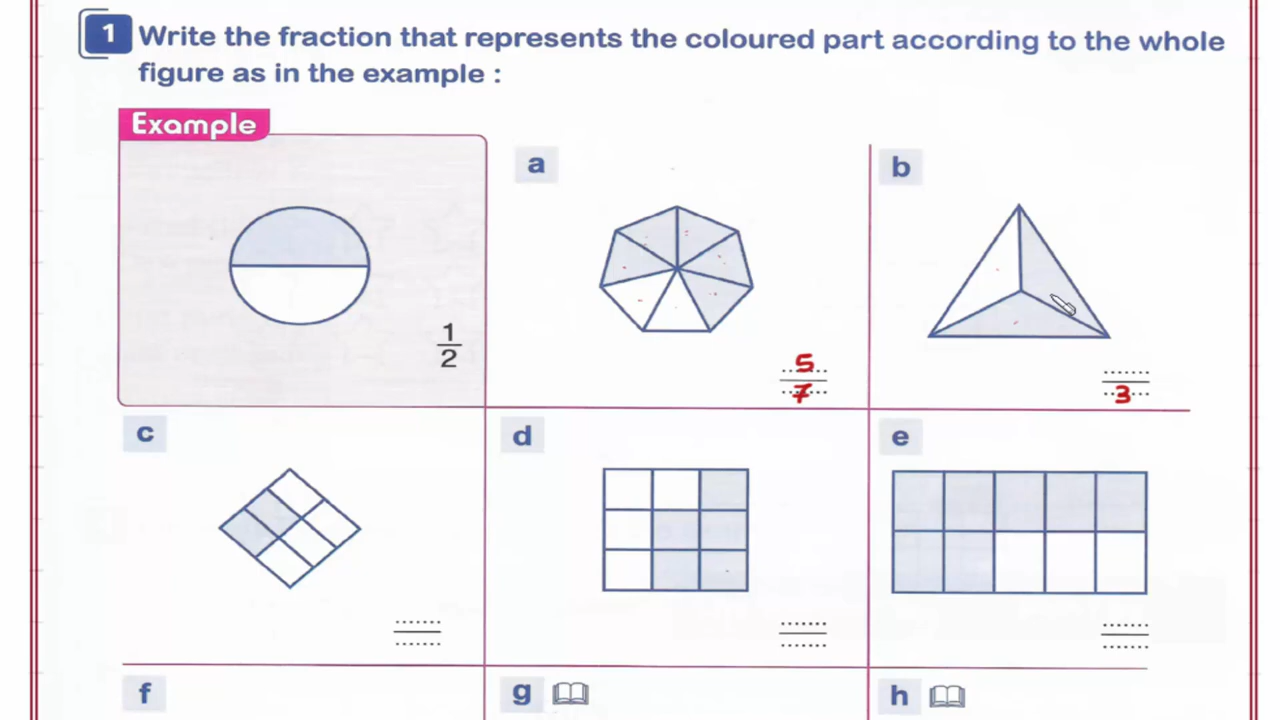 1 Write the fraction that represents the coloured part according to the whole
figure as in the example :
Example
1
2
a
5
7
b
3
c
d
e
f
g
h